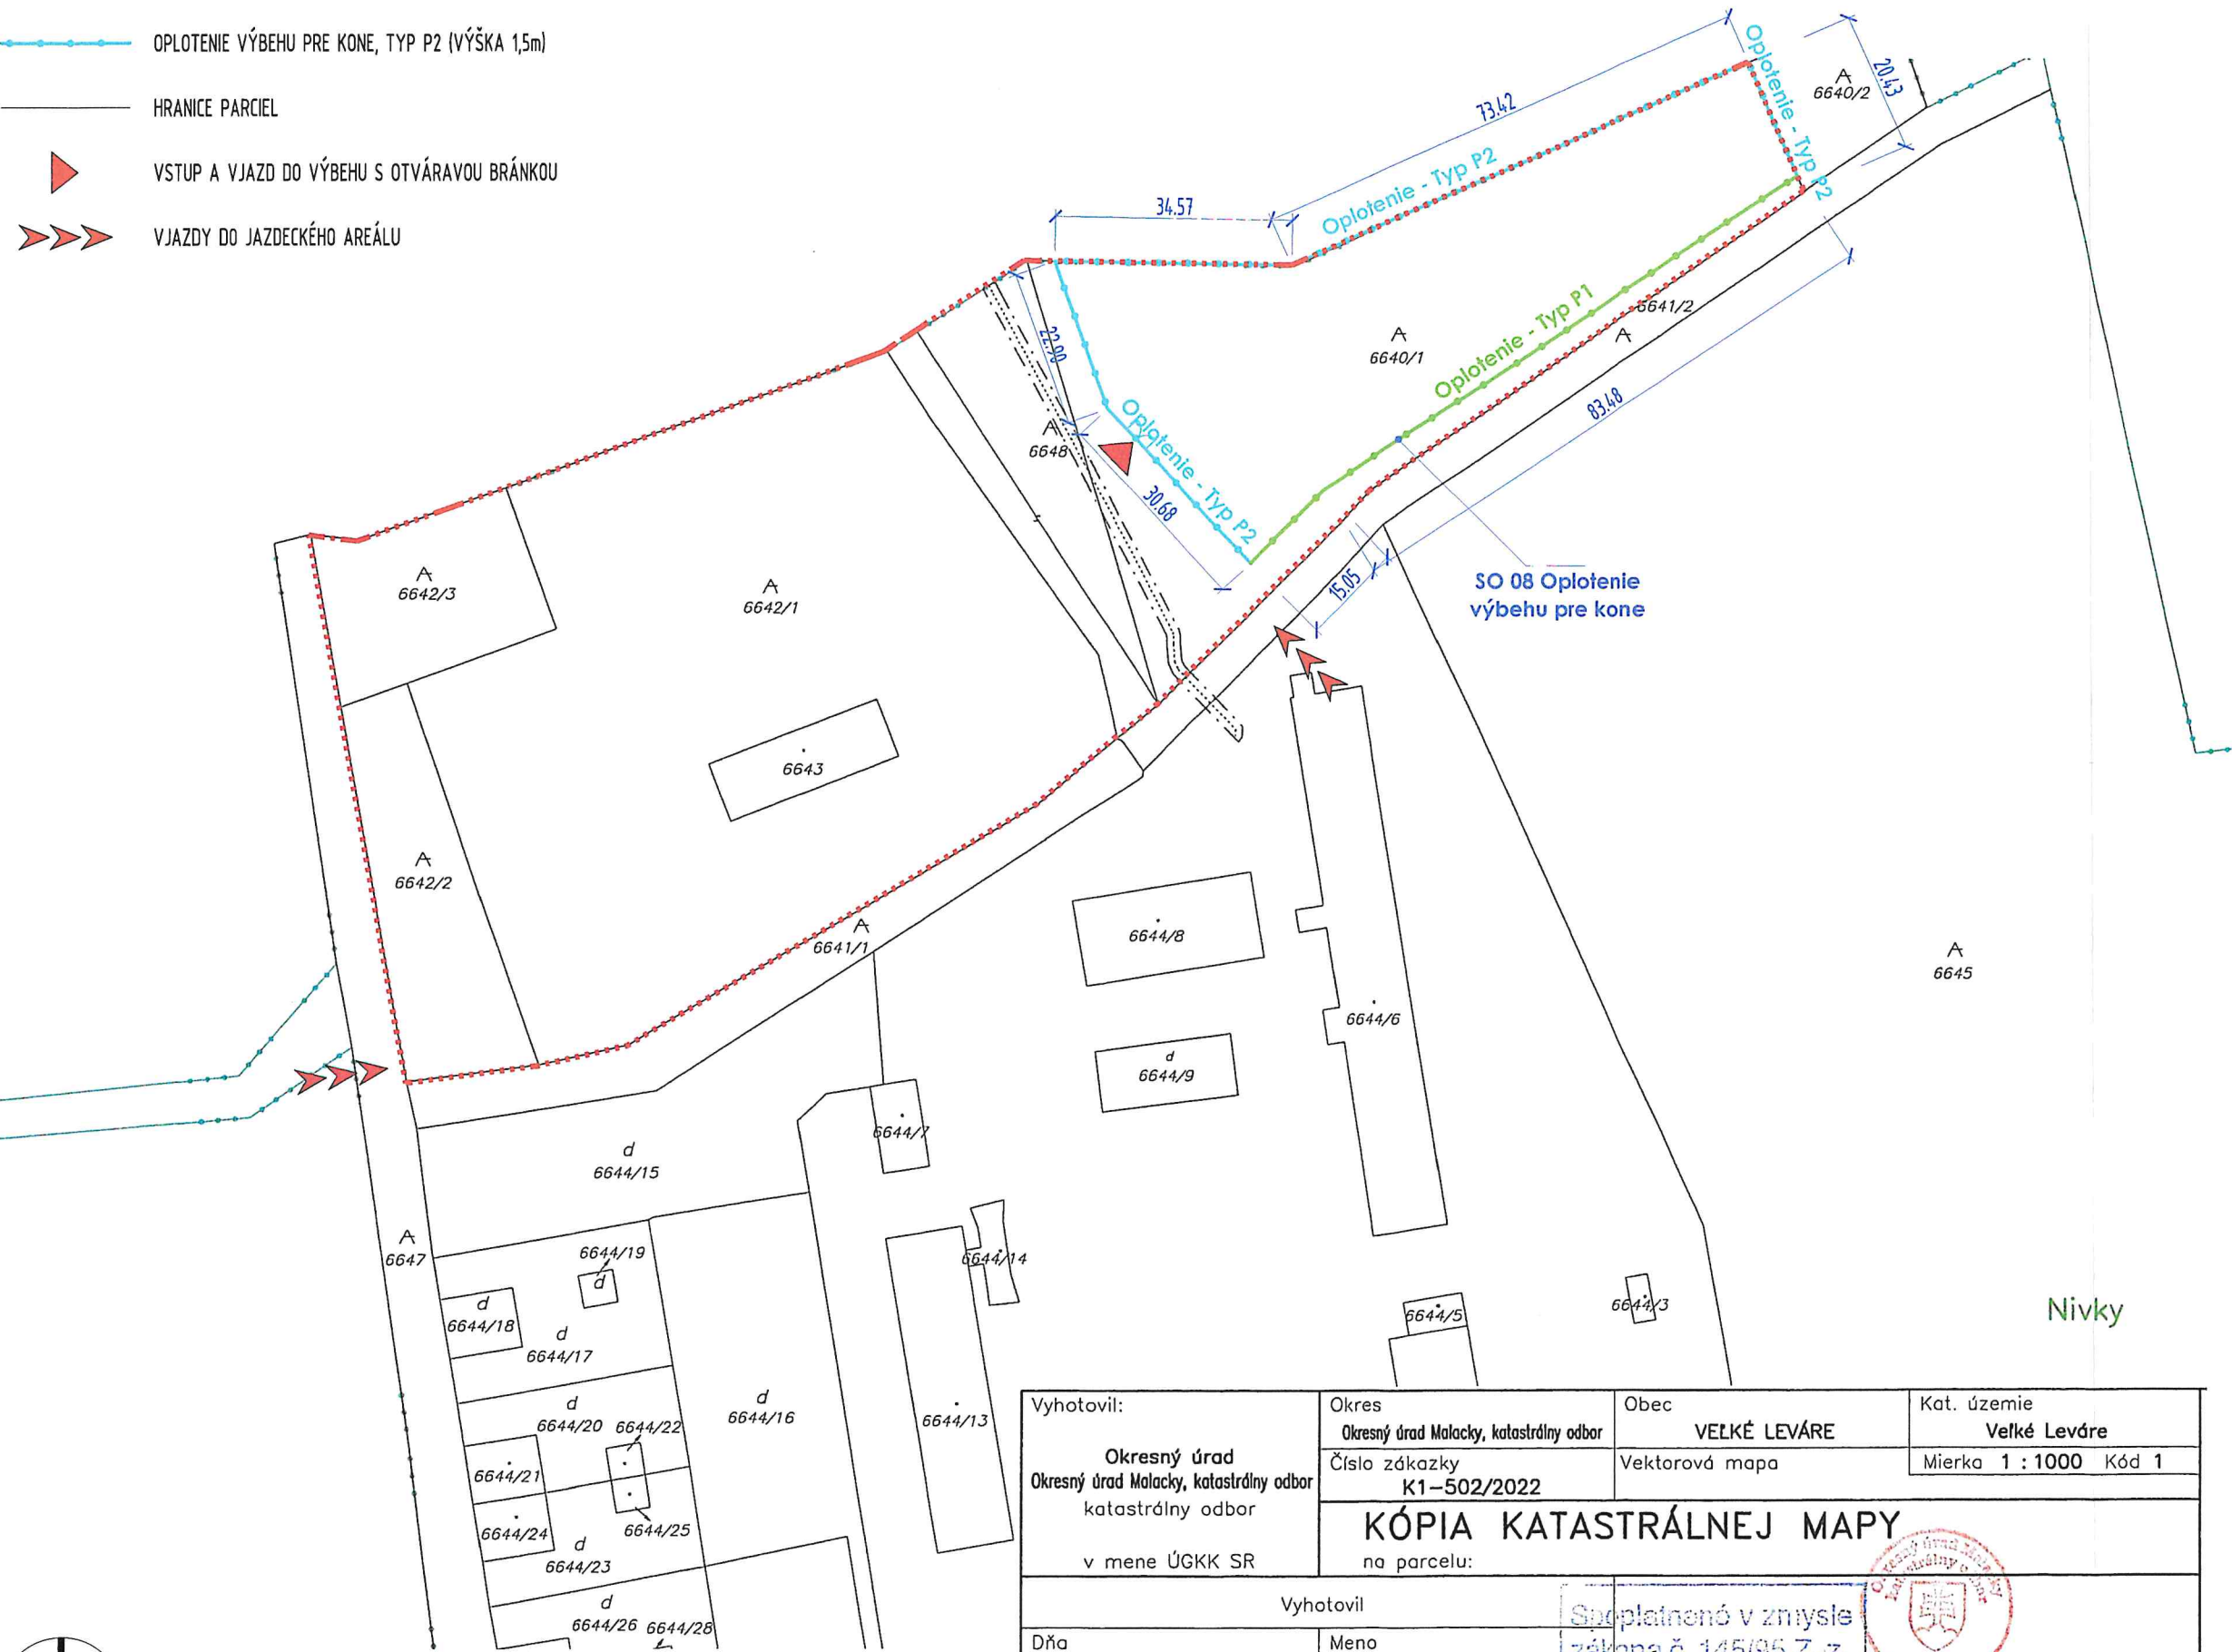 OPLOTENIE VÝBEHU PRE KONE, TYP P2 (VÝŠKA 1,5m)
HRANICE PARCIEL
VSTUP A VJAZD DO VÝBEHU S OTVÁRAVOU BRÁNKOU
VJAZDY DO JAZDECKÉHO AREÁLU
73.42
Oplotenie - Typ P2
20.43
A
6640/2
Oplotenie - Typ P2
34.57
22.90
A
6640/1
Oplotenie - Typ P1
6641/2
A
83.48
A
6648
Oplotenie - Typ P2
30.68
15.05
SO 08 Oplotenie
výbehu pre kone
A
6642/3
A
6642/1
6643
A
6642/2
A
6641/1
6644/8
6644/6
d
6644/9
A
6645
6644/7
d
6644/15
A
6647
6644/19
d
6644/14
d
6644/18
d
6644/17
6644/5
6644/3
Nivky
d
6644/20
6644/22
d
6644/16
6644/13
6644/21
6644/24
6644/25
d
6644/23
d
6644/26
6644/28
Vyhotovil:
Okresný úrad
Okresný úrad Malacky, katastrálny odbor
katastrálny odbor
v mene ÚGKK SR
Okres
Okresný úrad Malacky, katastrálny odbor
Obec
VEĽKÉ LEVÁRE
Kat. územie
Veľké Leváre
Číslo zákazky
K1-502/2022
Vektorová mapa
Mierka 1 : 1000 Kód 1
KÓPIA KATASTRÁLNEJ MAPY
na parcelu:
Vyhotovil
Dňa
Meno
Spoplatnené v zmysle
zákona č. 145/95 Z. z.